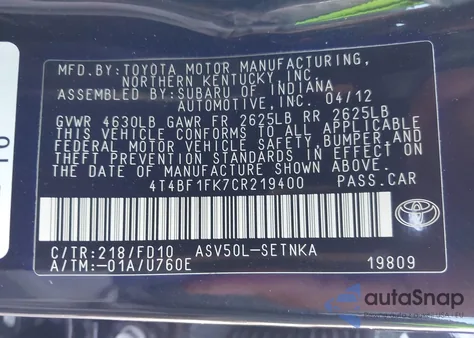 MFD. BY: TOYOTA MOTOR MANUFACTURING,
NORTHERN KENTUCKY, INC.
ASSEMBLED BY: SUBARU OF INDIANA
AUTOMOTIVE, INC. 04/12
GVWR 4630LB GAWR FR 2625LB RR 2625LB
THIS VEHICLE CONFORMS TO ALL APPLICABLE
FEDERAL MOTOR VEHICLE SAFETY, BUMPER, AND
THEFT PREVENTION STANDARDS IN EFFECT ON
THE DATE OF MANUFACTURE SHOWN ABOVE.
4T4BF1FK7CR219400 PASS.CAR
C/TR:218/FD10 ASV50L-SETNKA
A/TM:-01A/U760E 19809
TOYOTA
autoSnap